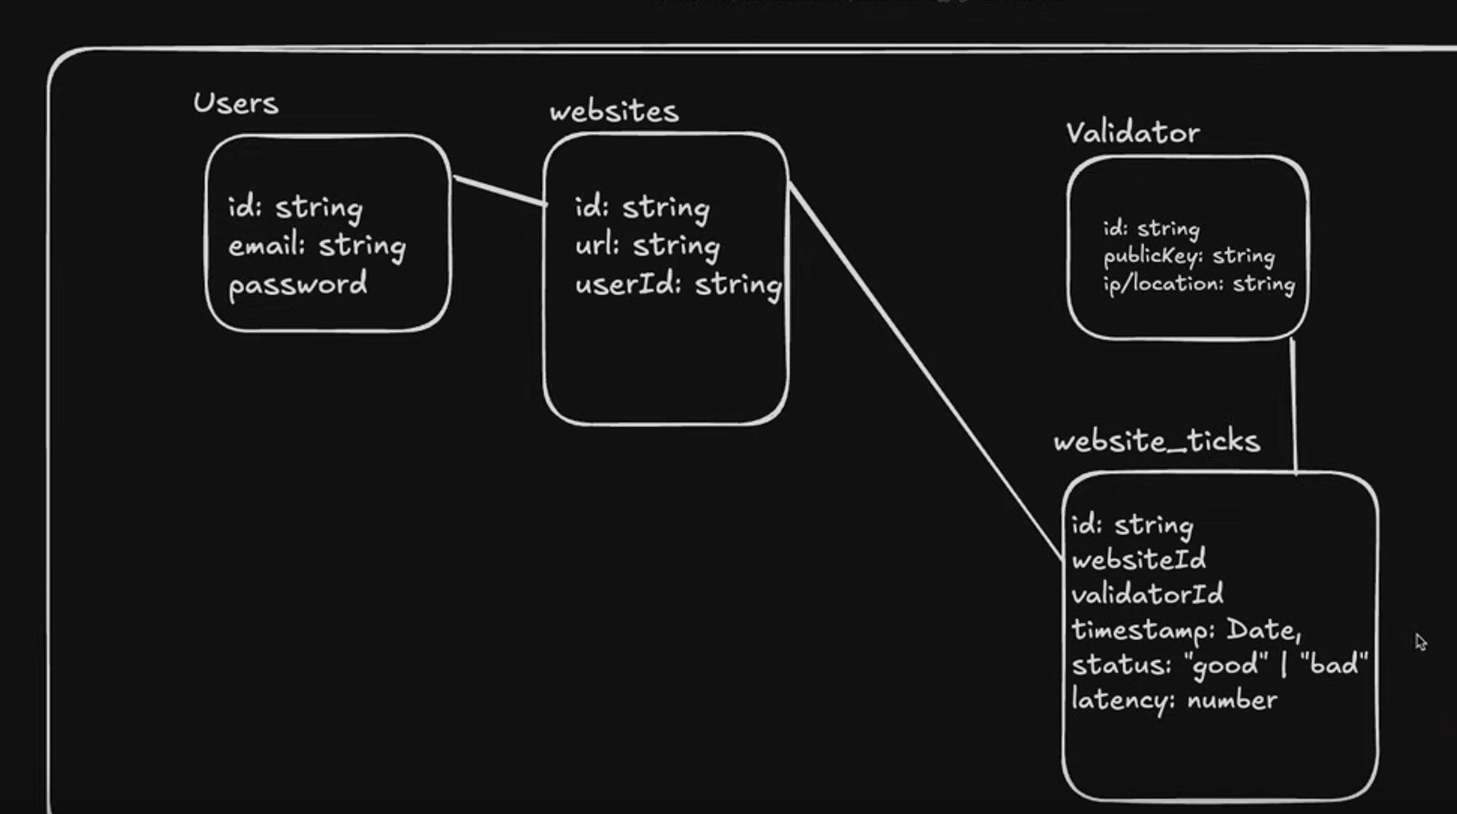 Users
id: string
email: string
password
websites
id: string
url: string
userId: string
Validator
id: string
publicKey: string
ip/location: string
website_ticks
id: string
websiteId
validatorId
timestamp: Date,
status: "good" | "bad"
latency: number